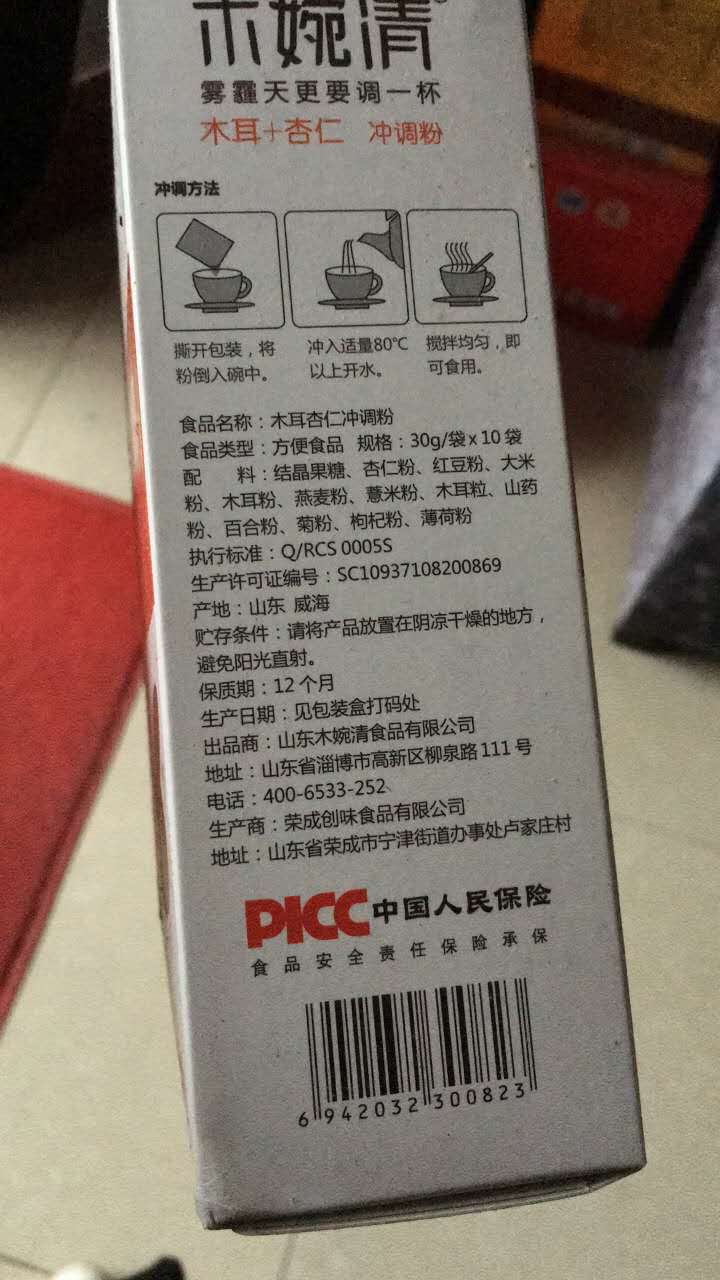 木婉清
雾霾天更要调一杯
木耳+杏仁 冲调粉
冲调方法
撕开包装，将
粉倒入碗中。
冲入适量80℃
以上开水。
搅拌均匀，即
可食用。
食品名称：木耳杏仁冲调粉
食品类型：方便食品 规格：30g/袋x10袋
配 料：结晶果糖、杏仁粉、红豆粉、大米
粉、木耳粉、燕麦粉、薏米粉、木耳粒、山药
粉、百合粉、菊粉、枸杞粉、薄荷粉
执行标准：Q/RCS 0005S
生产许可证编号：SC10937108200869
产地：山东 威海
贮存条件：请将产品放置在阴凉干燥的地方，
避免阳光直射。
保质期：12个月
生产日期：见包装盒打码处
出品商：山东木婉清食品有限公司
地址：山东省淄博市高新区柳泉路111号
电话：400-6533-252
生产商：荣成创味食品有限公司
地址：山东省荣成市宁津街道办事处卢家庄村
PICC中国人民保险
食品安全责任保险承保
6 942032 300823